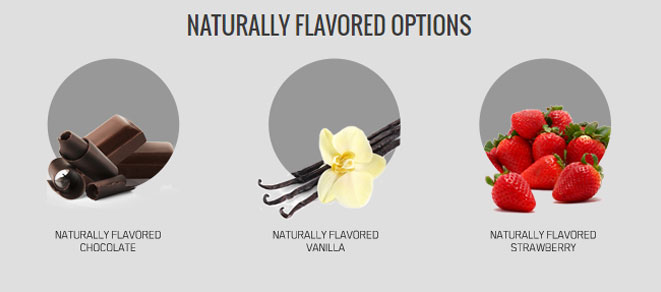 NATURALLY FLAVORED OPTIONS
NATURALLY FLAVORED
CHOCOLATE
NATURALLY FLAVORED
VANILLA
NATURALLY FLAVORED
STRAWBERRY